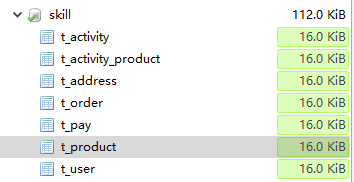 skill 112.0 KiB
t_activity 16.0 KiB
t_activity_product 16.0 KiB
t_address 16.0 KiB
t_order 16.0 KiB
t_pay 16.0 KiB
t_product 16.0 KiB
t_user 16.0 KiB